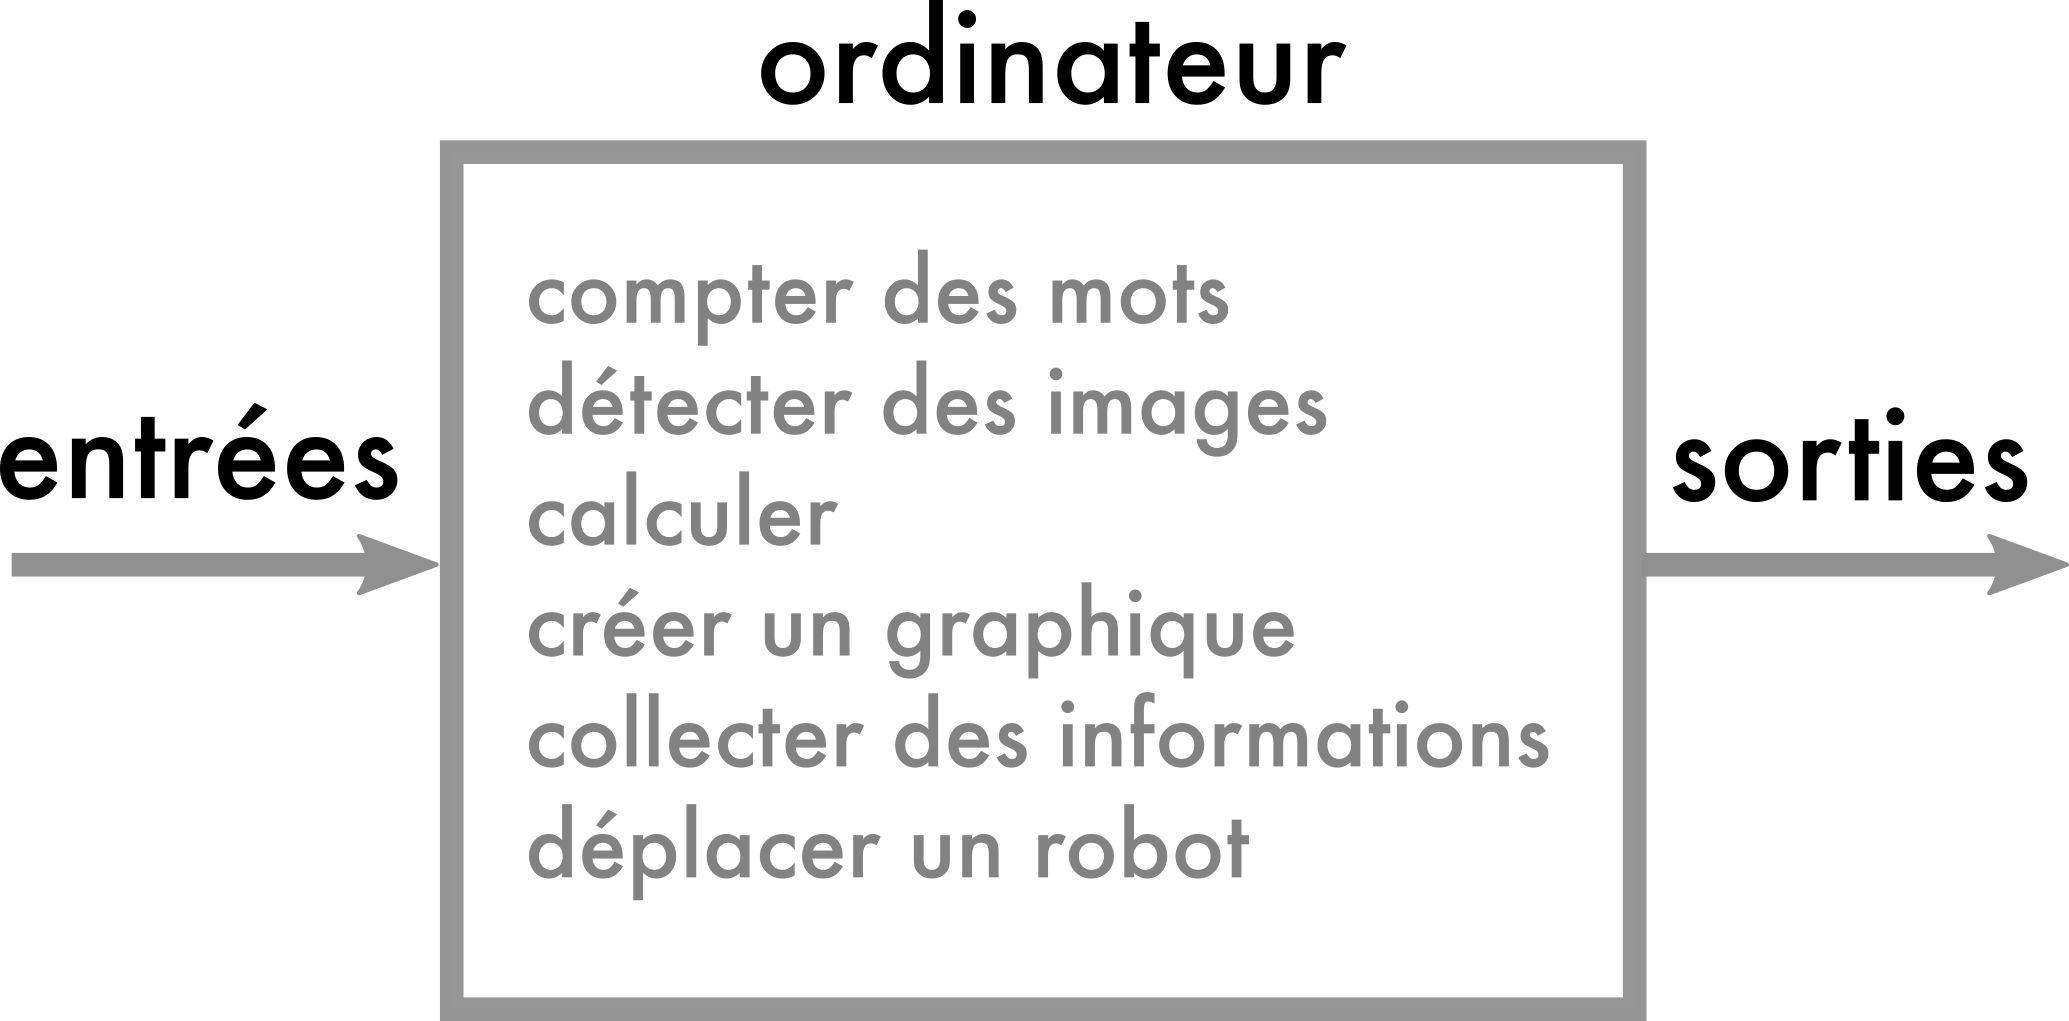 ordinateur
compter des mots
détecter des images
entrées
calculer
sorties
créer un graphique
collecter des informations
déplacer un robot